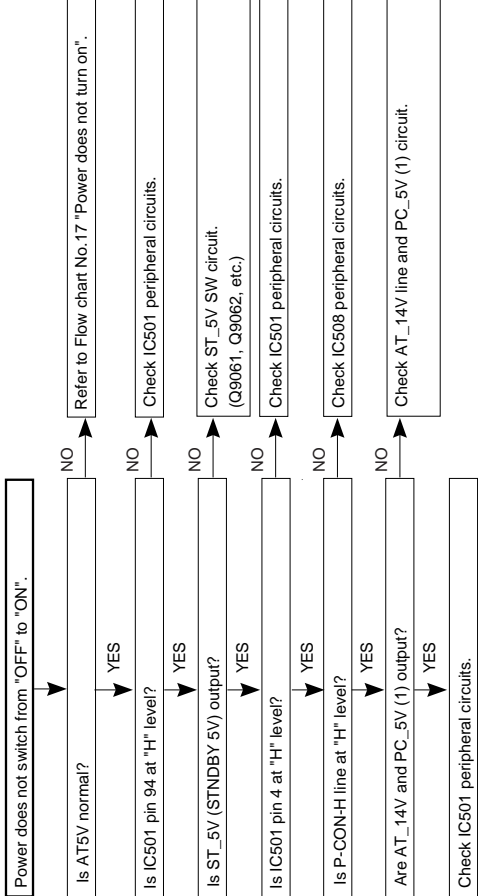 Power does not switch from "OFF" to "ON".
Is AT5V normal?
NO
Refer to Flow chart No.17 "Power does not turn on".
YES
Is IC501 pin 94 at "H" level?
NO
Check IC501 peripheral circuits.
YES
Is ST_5V (STNDBY 5V) output?
NO
Check ST_5V SW circuit.
(Q9061, Q9062, etc.)
YES
Is IC501 pin 4 at "H" level?
NO
Check IC501 peripheral circuits.
YES
Is P-CON-H line at "H" level?
NO
Check IC508 peripheral circuits.
YES
Are AT_14V and PC_5V (1) output?
NO
Check AT_14V line and PC_5V (1) circuit.
YES
Check IC501 peripheral circuits.